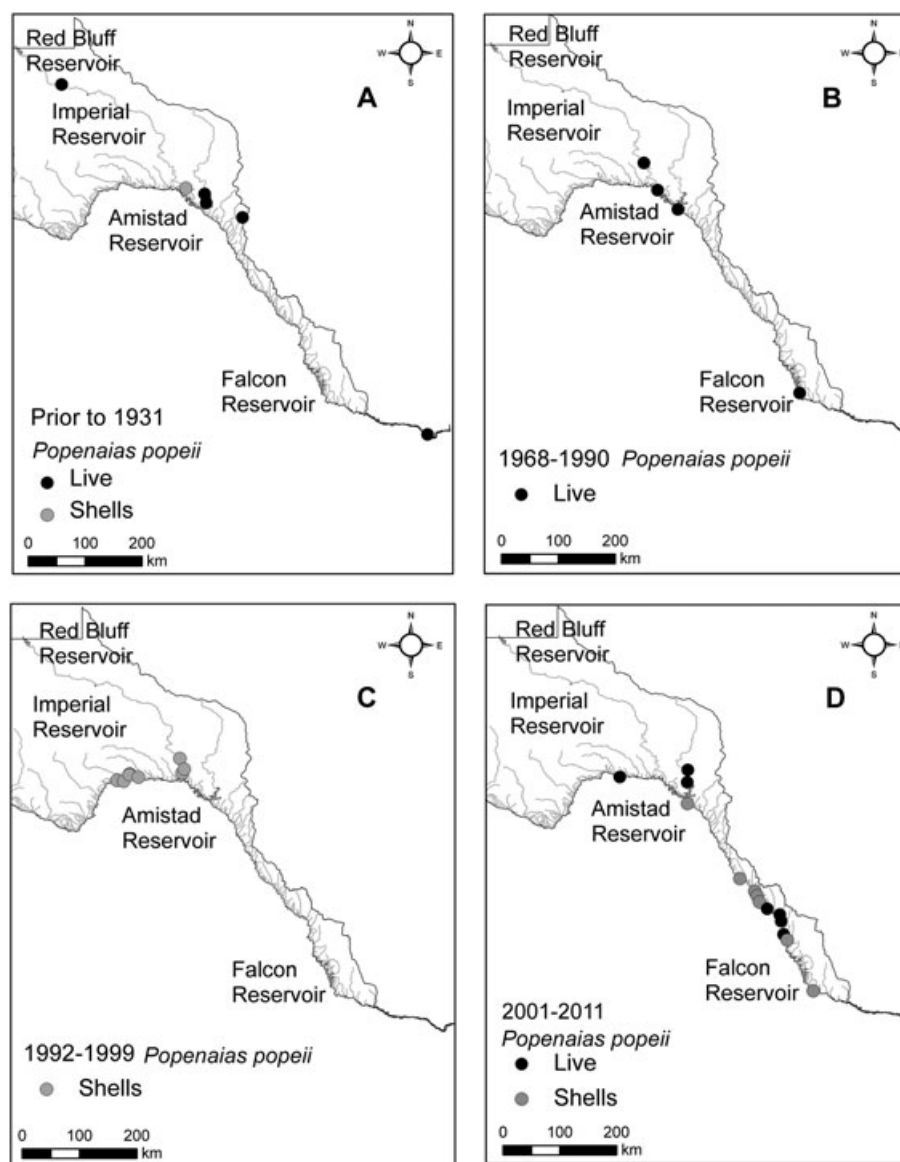 N
W E
S
Red Bluff
Reservoir
A
Imperial
Reservoir
Amistad
Reservoir
Falcon
Reservoir
Prior to 1931
Popenaias popeii
Live
Shells
0 100 200
km
N
W E
S
Red Bluff
Reservoir
B
Imperial
Reservoir
Amistad
Reservoir
Falcon
Reservoir
1968-1990 Popenaias popeii
Live
0 100 200
km
N
W E
S
Red Bluff
Reservoir
C
Imperial
Reservoir
Amistad
Reservoir
Falcon
Reservoir
1992-1999 Popenaias popeii
Shells
0 100 200
km
N
W E
S
Red Bluff
Reservoir
D
Imperial
Reservoir
Amistad
Reservoir
Falcon
Reservoir
2001-2011
Popenaias popeii
Live
Shells
0 100 200
km